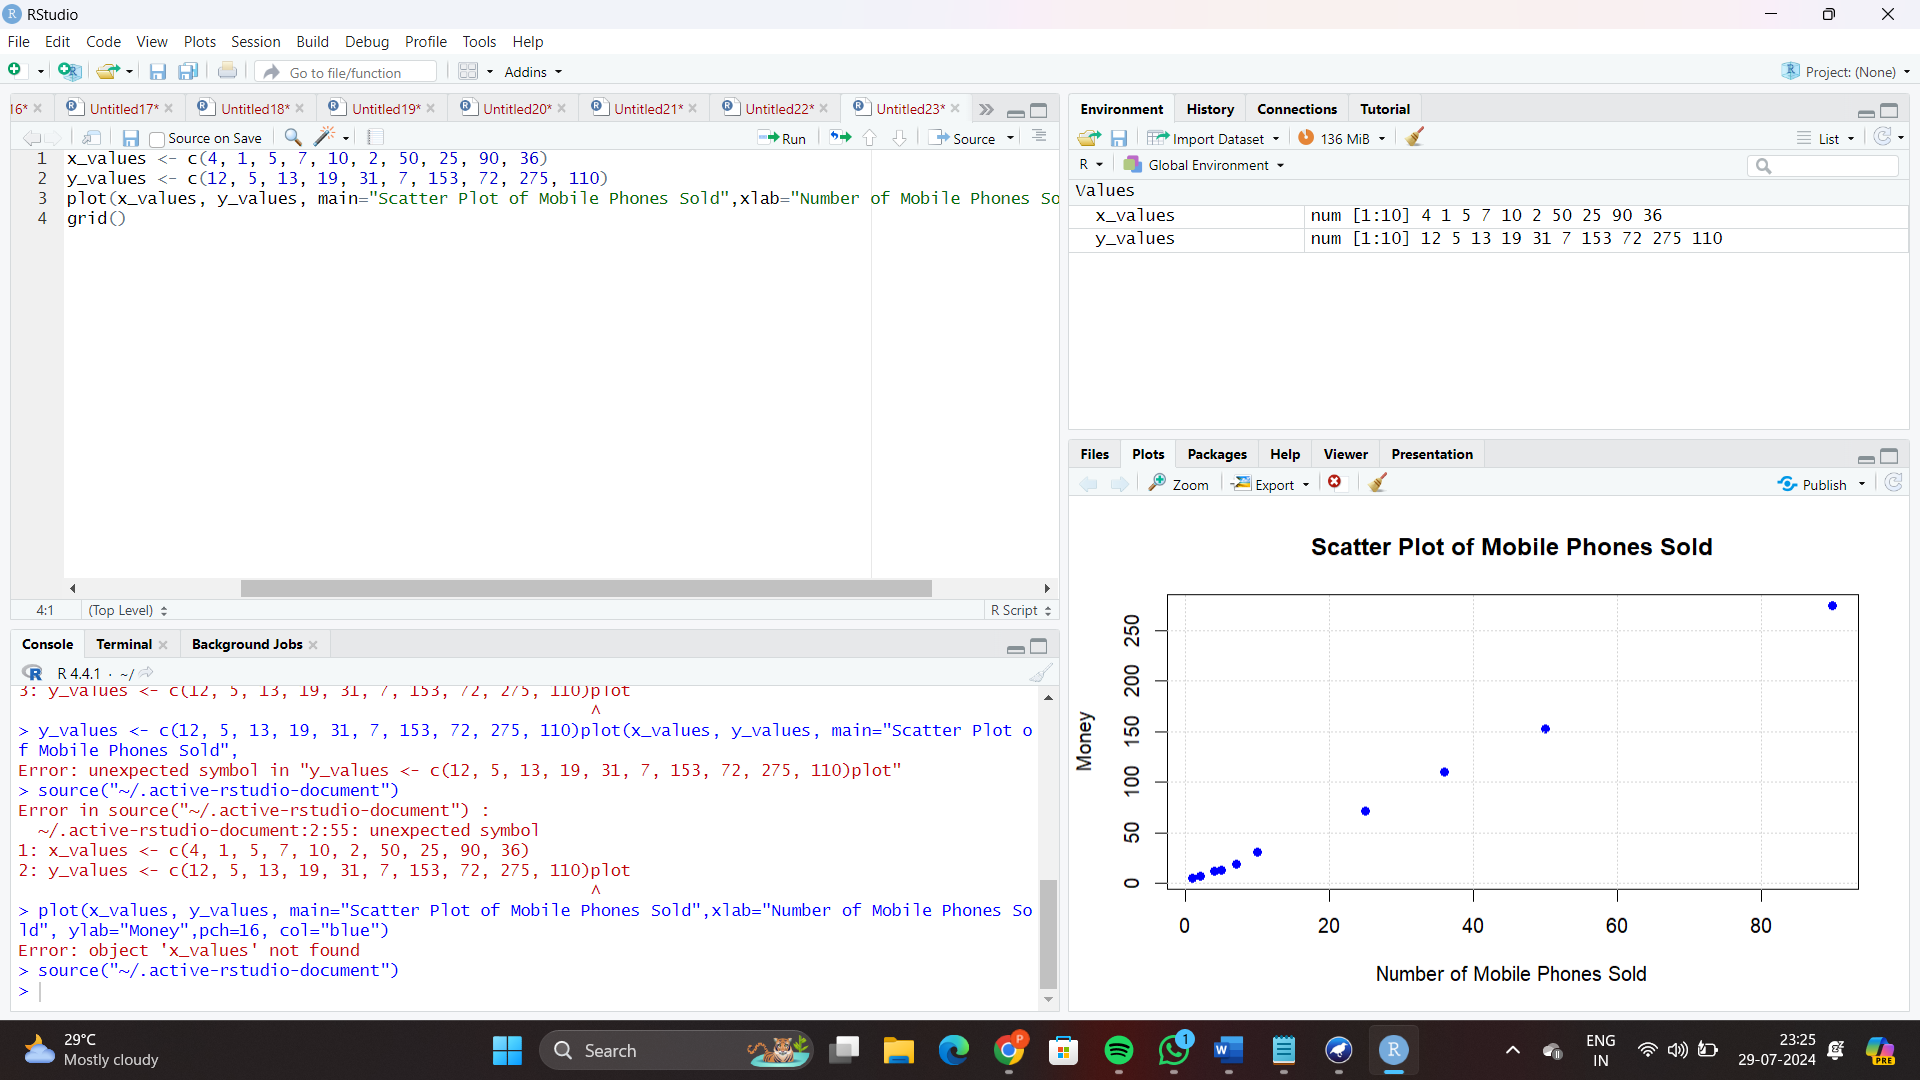 RStudio
File Edit Code View Plots Session Build Debug Profile Tools Help
Go to file/function Addins Project: (None)
16* Untitled17* Untitled18* Untitled19* Untitled20* Untitled21* Untitled22* Untitled23*
Source on Save Run Source
1 x_values <- c(4, 1, 5, 7, 10, 2, 50, 25, 90, 36)
2 y_values <- c(12, 5, 13, 19, 31, 7, 153, 72, 275, 110)
3 plot(x_values, y_values, main="Scatter Plot of Mobile Phones Sold",xlab="Number of Mobile Phones So
4 grid()
4:1 (Top Level) R Script
Console Terminal Background Jobs
R 4.4.1 · ~/
3: y_values <- c(12, 5, 13, 19, 31, 7, 153, 72, 275, 110)plot
^
> y_values <- c(12, 5, 13, 19, 31, 7, 153, 72, 275, 110)plot(x_values, y_values, main="Scatter Plot o
f Mobile Phones Sold",
Error: unexpected symbol in "y_values <- c(12, 5, 13, 19, 31, 7, 153, 72, 275, 110)plot"
> source("~/.active-rstudio-document")
Error in source("~/.active-rstudio-document") :
~/.active-rstudio-document:2:55: unexpected symbol
1: x_values <- c(4, 1, 5, 7, 10, 2, 50, 25, 90, 36)
2: y_values <- c(12, 5, 13, 19, 31, 7, 153, 72, 275, 110)plot
^
> plot(x_values, y_values, main="Scatter Plot of Mobile Phones Sold",xlab="Number of Mobile Phones So
ld", ylab="Money",pch=16, col="blue")
Error: object 'x_values' not found
> source("~/.active-rstudio-document")
>
Environment History Connections Tutorial
Import Dataset 136 MiB List
R Global Environment
Values
x_values num [1:10] 4 1 5 7 10 2 50 25 90 36
y_values num [1:10] 12 5 13 19 31 7 153 72 275 110
Files Plots Packages Help Viewer Presentation
Zoom Export Publish
Scatter Plot of Mobile Phones Sold
Money
250
200
150
100
50
0
0 20 40 60 80
Number of Mobile Phones Sold
29°C
Mostly cloudy
Search
P
1
W
R
ENG
IN
23:25
29-07-2024
PRE